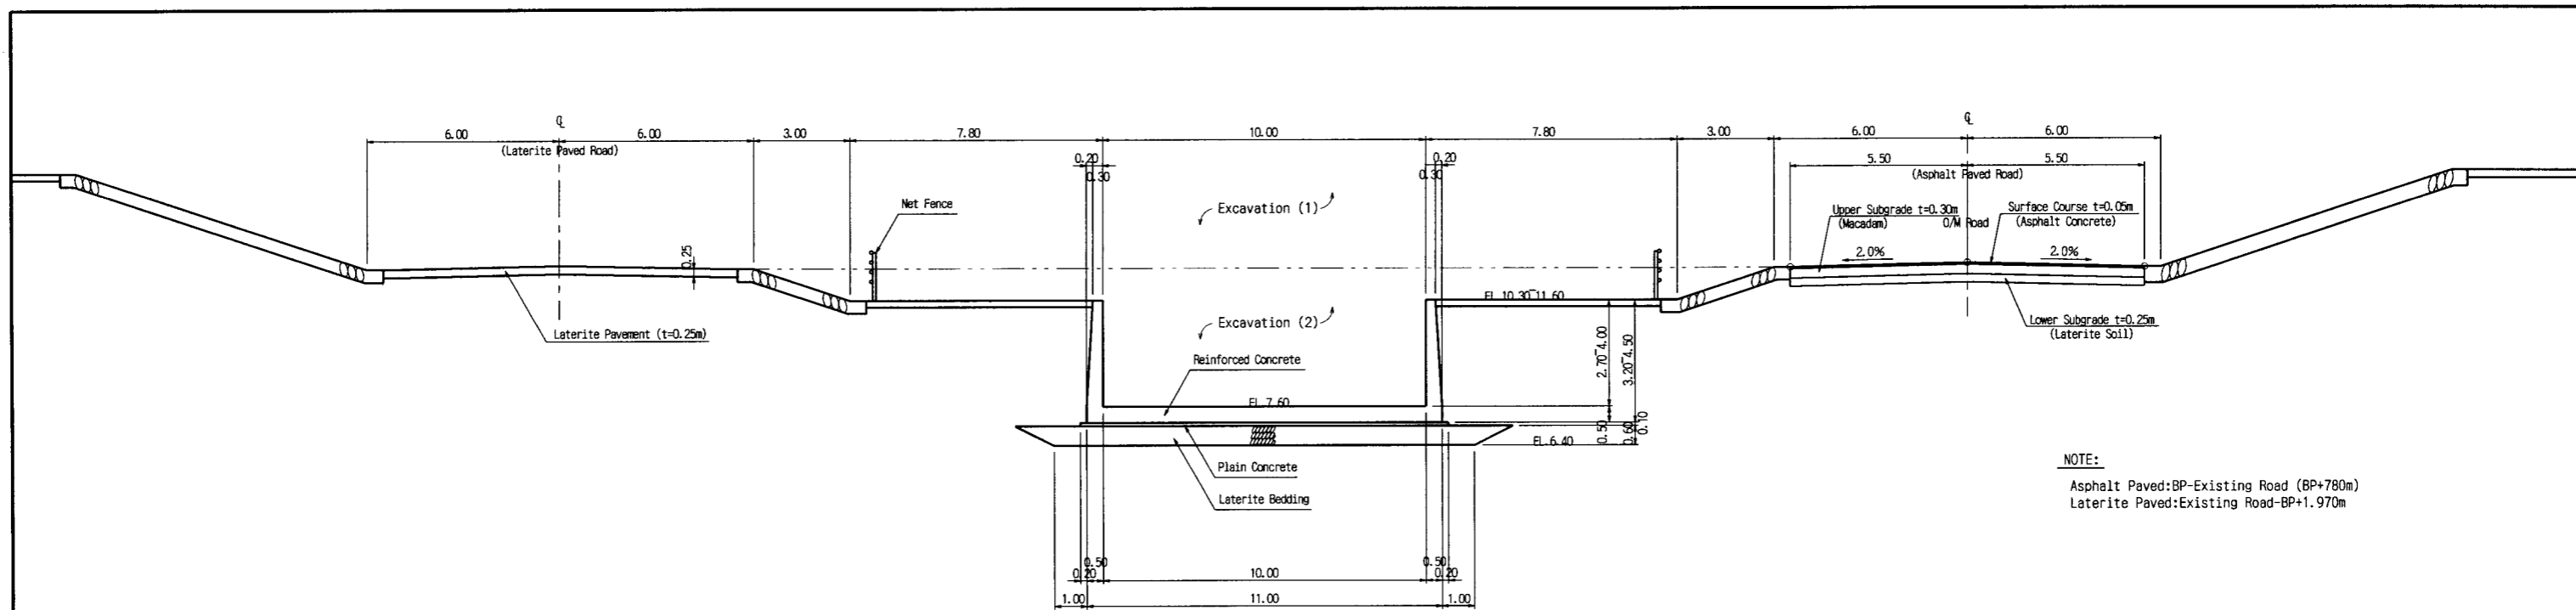 ℄ ℄
6.00 6.00 3.00 7.80 10.00 7.80 3.00 6.00 6.00
(Laterite Paved Road)
0.20 0.20
0.30 0.30
5.50 5.50
(Asphalt Paved Road)
Net Fence
Excavation (1)
Upper Subgrade t=0.30m
(Macadam)
O/M Road
Surface Course t=0.05m
(Asphalt Concrete)
0.25
2.0% 2.0%
EL.10.30~11.60
Laterite Pavement (t=0.25m)
Excavation (2)
Lower Subgrade t=0.25m
(Laterite Soil)
Reinforced Concrete
2.70~4.00
3.20~4.50
EL.7.60
0.50
0.60
0.10
EL.6.40
Plain Concrete
Laterite Bedding
NOTE:
Asphalt Paved:BP-Existing Road (BP+780m)
Laterite Paved:Existing Road-BP+1.970m
0.50 0.50
0.20 10.00 0.20
1.00 11.00 1.00